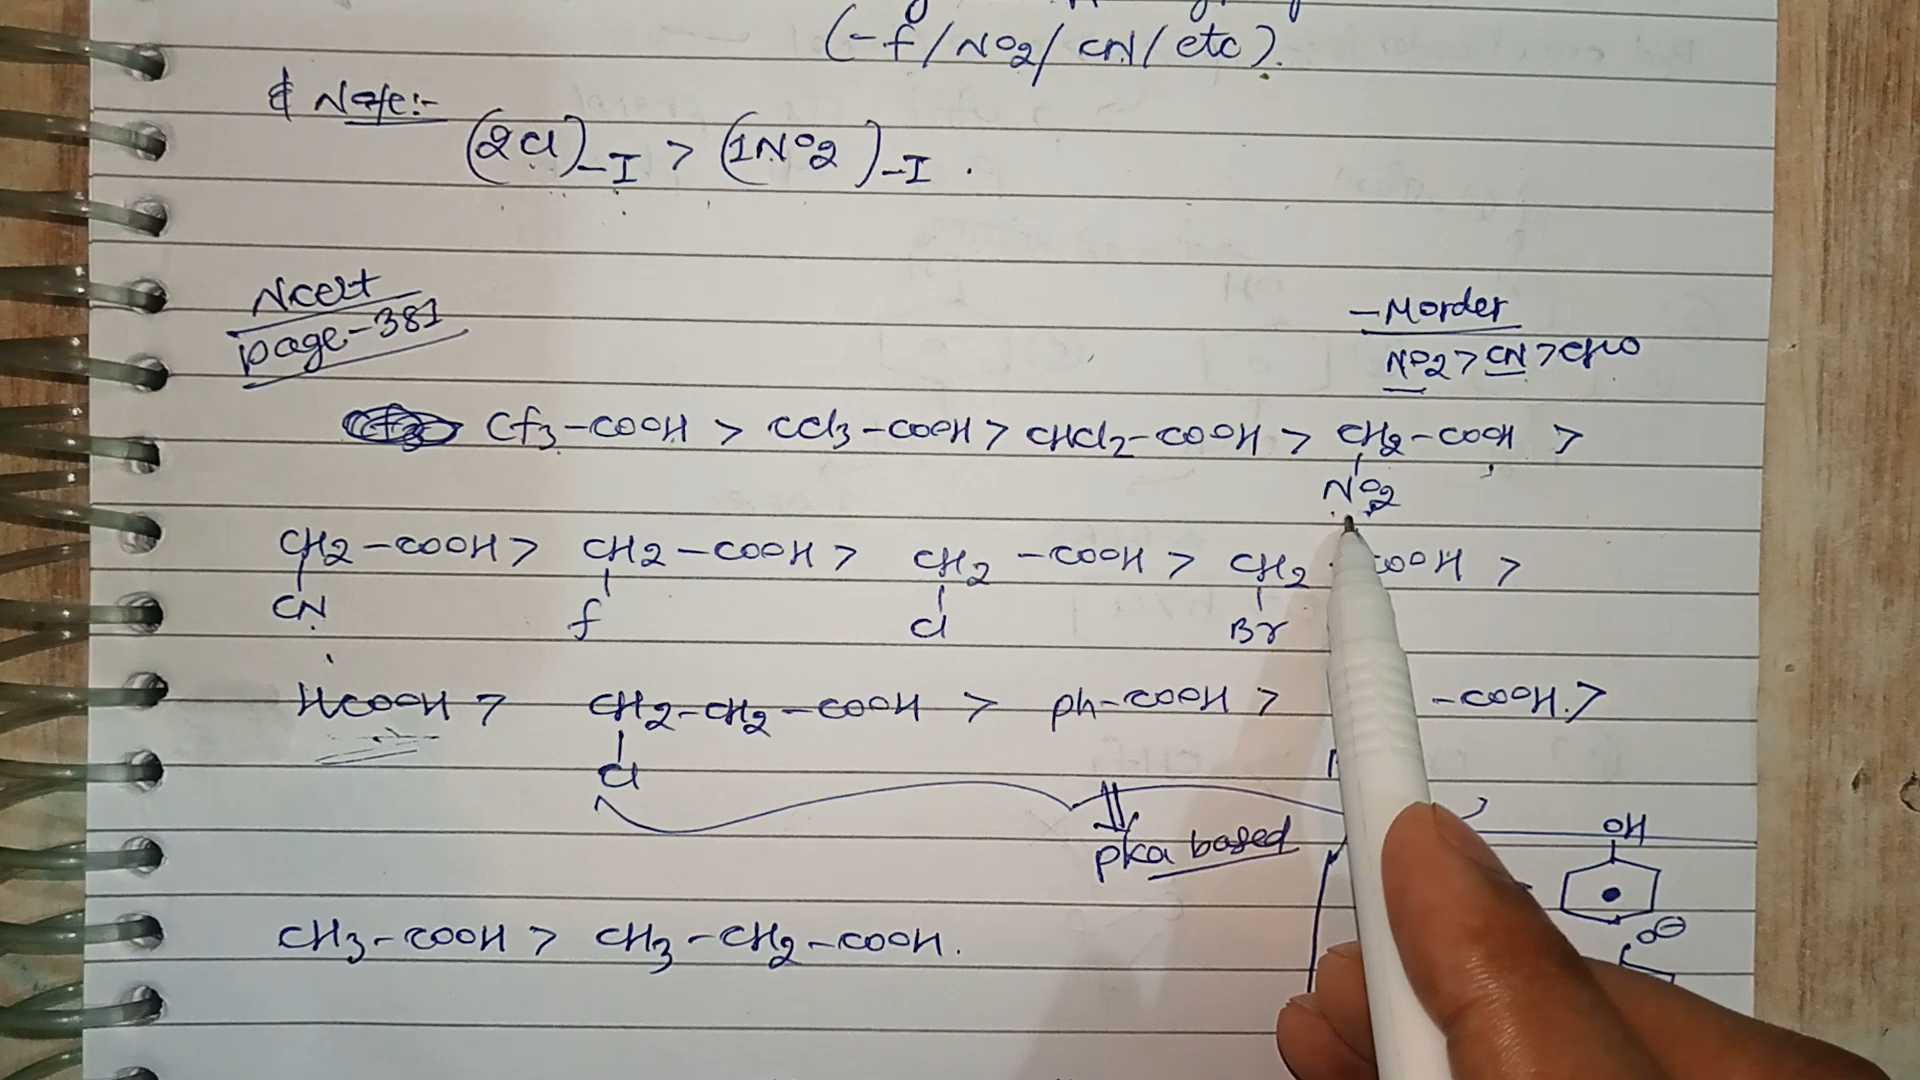 (-f/NO2/CN/etc).
& Note:-
(2Cl)-I > (1NO2)-I.
Ncert
page-381
-M order
NO2 > CN > CHO
Cf3-COOH > CCl3-COOH > CHCl2-COOH > CH2-COOH >
NO2
CH2-COOH > CH2-COOH > CH2-COOH > CH2 COOH >
CN f Cl Br
HCOOH > CH2-CH2-COOH > ph-COOH > -COOH. >
Cl
pka based
OH
O⊖
CH3-COOH > CH3-CH2-COOH.